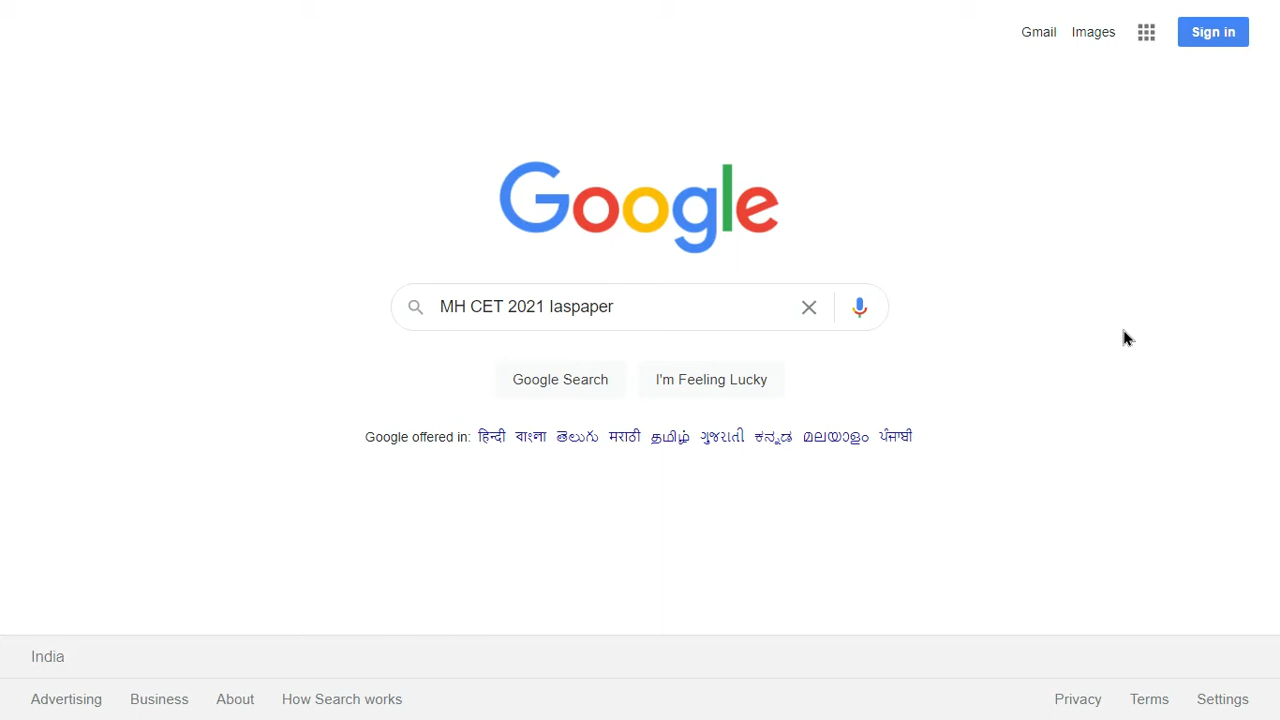 Gmail Images Sign in
Google
MH CET 2021 Iaspaper
Google Search I'm Feeling Lucky
Google offered in: हिन्दी বাংলা తెలుగు मराठी தமிழ் ગુજરાતી ಕನ್ನಡ മലയാളം ਪੰਜਾਬੀ
India
Advertising Business About How Search works Privacy Terms Settings